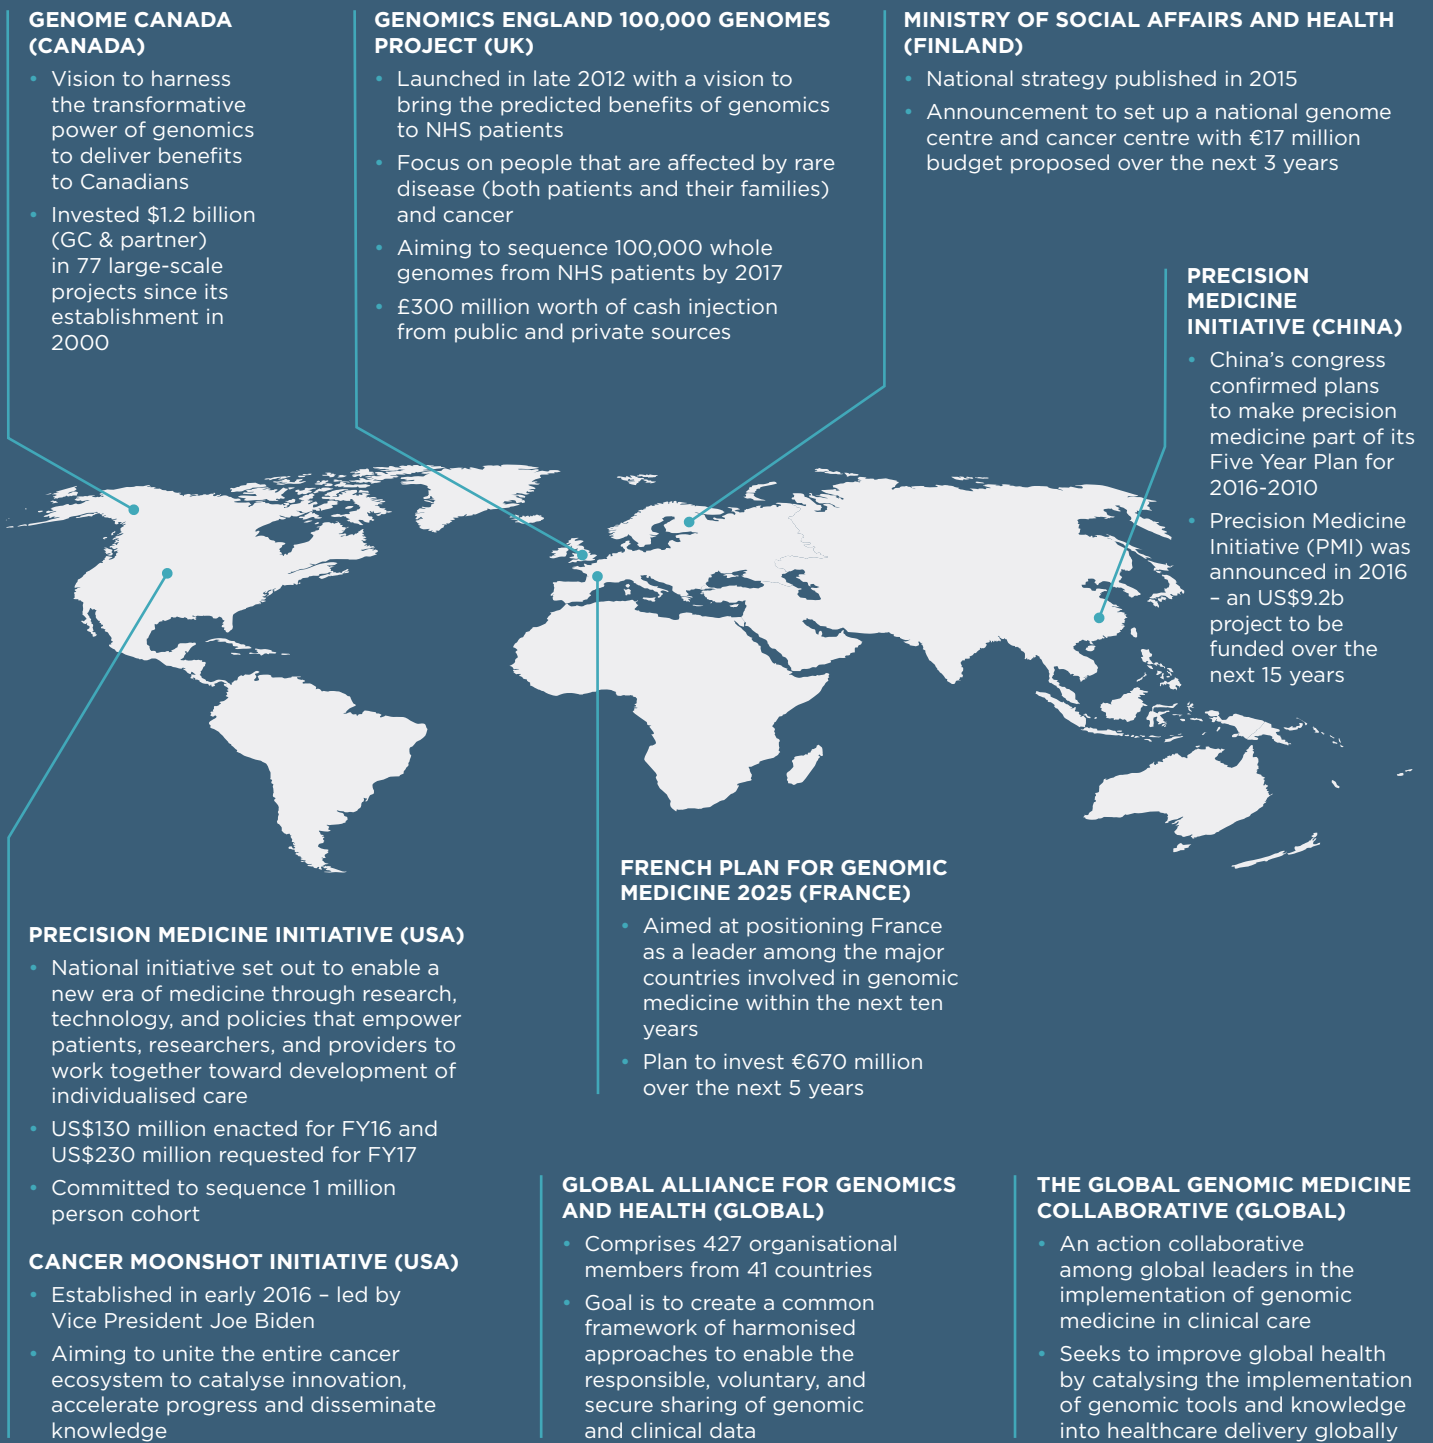 GENOME CANADA
(CANADA)
• Vision to harness
the transformative
power of genomics
to deliver benefits
to Canadians
• Invested $1.2 billion
(GC & partner)
in 77 large-scale
projects since its
establishment in
2000
GENOMICS ENGLAND 100,000 GENOMES
PROJECT (UK)
• Launched in late 2012 with a vision to
bring the predicted benefits of genomics
to NHS patients
• Focus on people that are affected by rare
disease (both patients and their families)
and cancer
• Aiming to sequence 100,000 whole
genomes from NHS patients by 2017
• £300 million worth of cash injection
from public and private sources
MINISTRY OF SOCIAL AFFAIRS AND HEALTH
(FINLAND)
• National strategy published in 2015
• Announcement to set up a national genome
centre and cancer centre with €17 million
budget proposed over the next 3 years
PRECISION
MEDICINE
INITIATIVE (CHINA)
• China’s congress
confirmed plans
to make precision
medicine part of its
Five Year Plan for
2016-2010
• Precision Medicine
Initiative (PMI) was
announced in 2016
– an US$9.2b
project to be
funded over the
next 15 years
FRENCH PLAN FOR GENOMIC
MEDICINE 2025 (FRANCE)
• Aimed at positioning France
as a leader among the major
countries involved in genomic
medicine within the next ten
years
• Plan to invest €670 million
over the next 5 years
PRECISION MEDICINE INITIATIVE (USA)
• National initiative set out to enable a
new era of medicine through research,
technology, and policies that empower
patients, researchers, and providers to
work together toward development of
individualised care
• US$130 million enacted for FY16 and
US$230 million requested for FY17
• Committed to sequence 1 million
person cohort
CANCER MOONSHOT INITIATIVE (USA)
• Established in early 2016 – led by
Vice President Joe Biden
• Aiming to unite the entire cancer
ecosystem to catalyse innovation,
accelerate progress and disseminate
knowledge
GLOBAL ALLIANCE FOR GENOMICS
AND HEALTH (GLOBAL)
• Comprises 427 organisational
members from 41 countries
• Goal is to create a common
framework of harmonised
approaches to enable the
responsible, voluntary, and
secure sharing of genomic
and clinical data
THE GLOBAL GENOMIC MEDICINE
COLLABORATIVE (GLOBAL)
• An action collaborative
among global leaders in the
implementation of genomic
medicine in clinical care
• Seeks to improve global health
by catalysing the implementation
of genomic tools and knowledge
into healthcare delivery globally